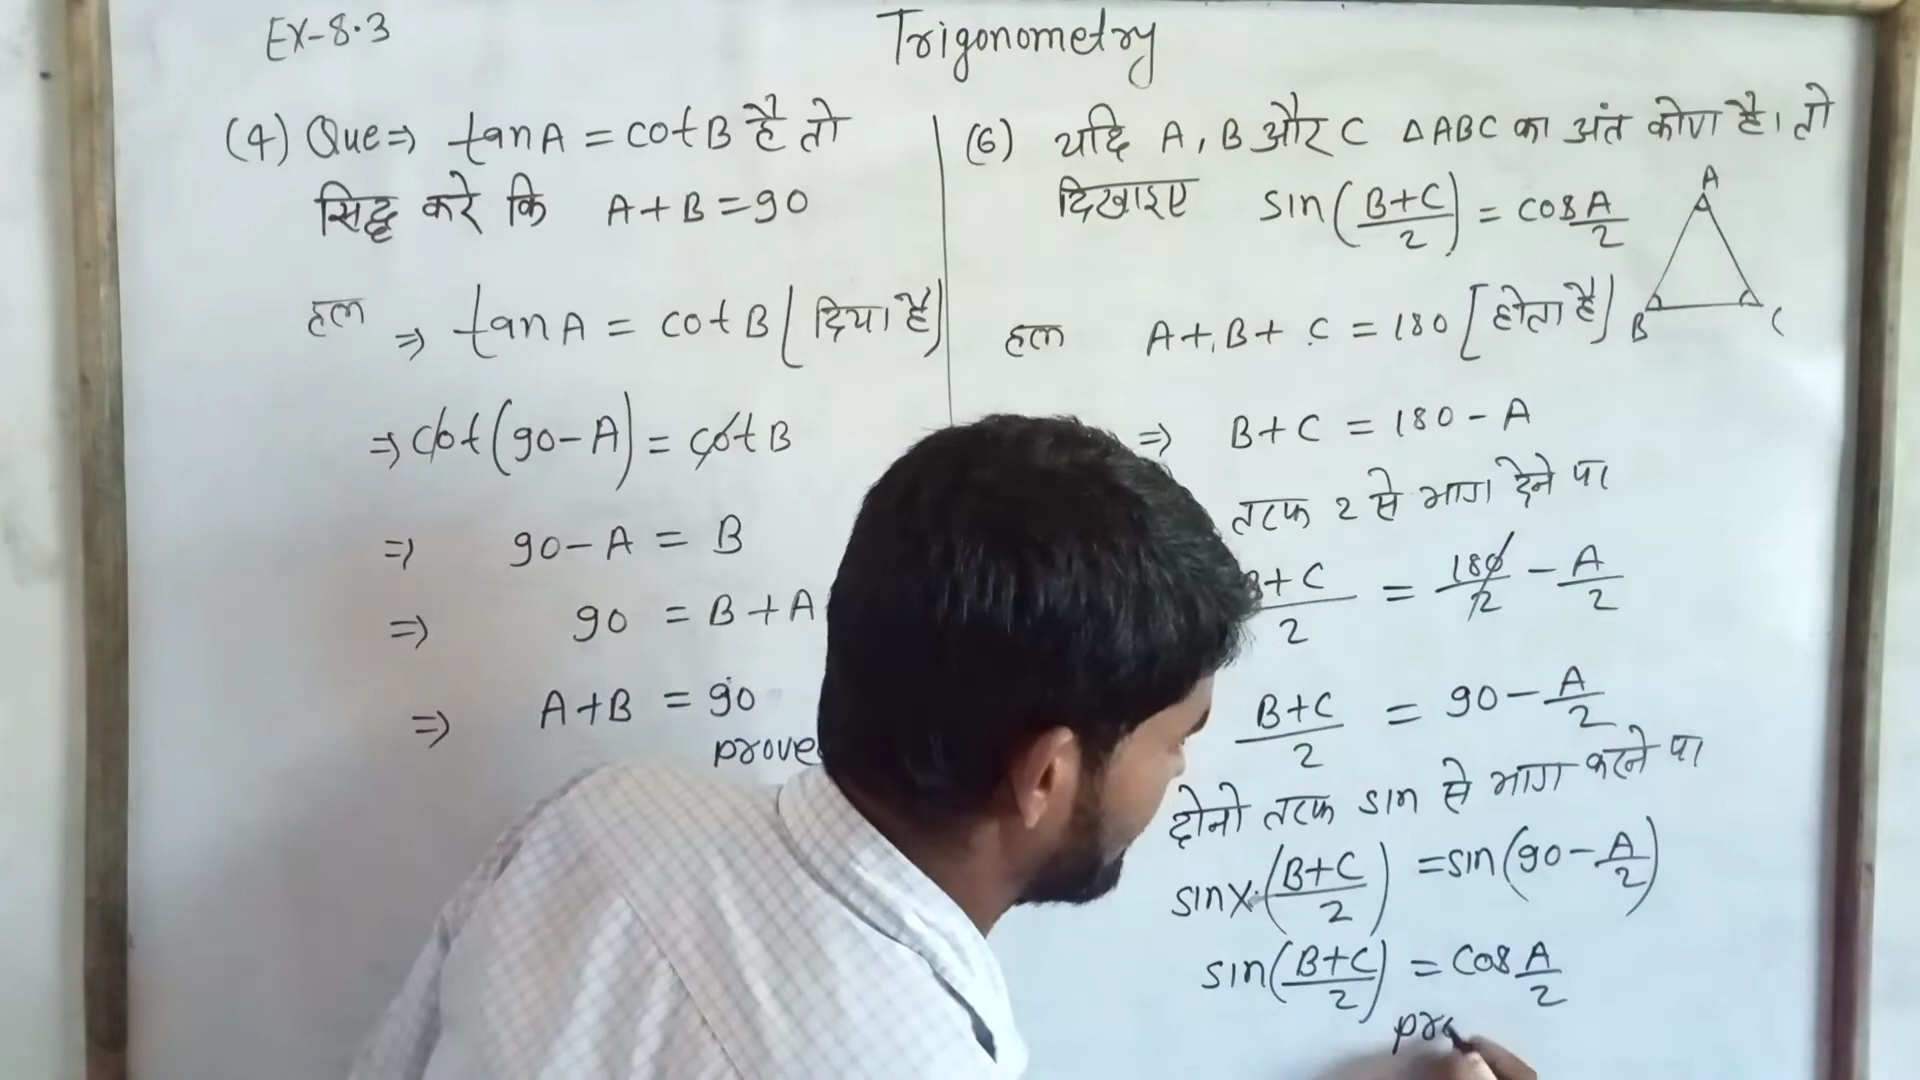 EX-8.3
Trigonometry
(4) Que⇒ tanA = cotB है तो
सिद्ध करे कि A+B=90
हल ⇒ tanA = cotB [दिया है]
⇒ cot(90-A) = cotB
⇒ 90-A = B
⇒ 90 = B+A
⇒ A+B = 90
prove
(6) यदि A, B और C △ABC का अंत कोण है। तो
दिखाइए sin(B+C/2) = cos A/2
A
B
C
हल A+B+C = 180 [होता है]
⇒ B+C = 180-A
तरफ 2 से भाग देने पर
B+C/2 = 180/2 - A/2
B+C/2 = 90 - A/2
दोनो तरफ sin से भाग करने पर
sin×(B+C/2) = sin(90-A/2)
sin(B+C/2) = cos A/2
pro